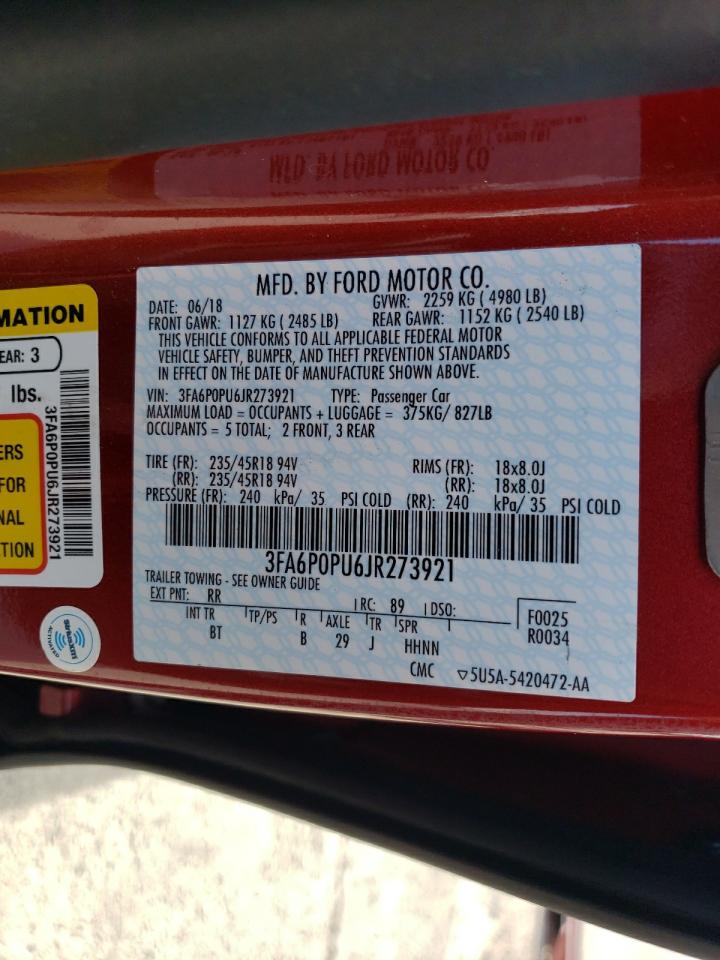 MFD. BY FORD MOTOR CO.
MFD. BY FORD MOTOR CO.
DATE: 06/18 GVWR: 2259 KG ( 4980 LB)
FRONT GAWR: 1127 KG ( 2485 LB) REAR GAWR: 1152 KG ( 2540 LB)
THIS VEHICLE CONFORMS TO ALL APPLICABLE FEDERAL MOTOR
VEHICLE SAFETY, BUMPER, AND THEFT PREVENTION STANDARDS
IN EFFECT ON THE DATE OF MANUFACTURE SHOWN ABOVE.
VIN: 3FA6P0PU6JR273921 TYPE: Passenger Car
MAXIMUM LOAD = OCCUPANTS + LUGGAGE = 375KG/ 827LB
OCCUPANTS = 5 TOTAL; 2 FRONT, 3 REAR
TIRE (FR): 235/45R18 94V RIMS (FR): 18x8.0J
(RR): 235/45R18 94V (RR): 18x8.0J
PRESSURE (FR): 240 kPa/ 35 PSI COLD (RR): 240 kPa/ 35 PSI COLD
3FA6P0PU6JR273921
TRAILER TOWING - SEE OWNER GUIDE
EXT PNT: RR RC: 89 DSO: F0025
INT TR TP/PS R AXLE TR SPR R0034
BT B 29 J HHNN
CMC ▽5U5A-5420472-AA
MATION
EAR: 3
lbs.
3FA6P0PU6JR273921
ERS
FOR
NAL
TION
SiriusXM
ACTIVATED